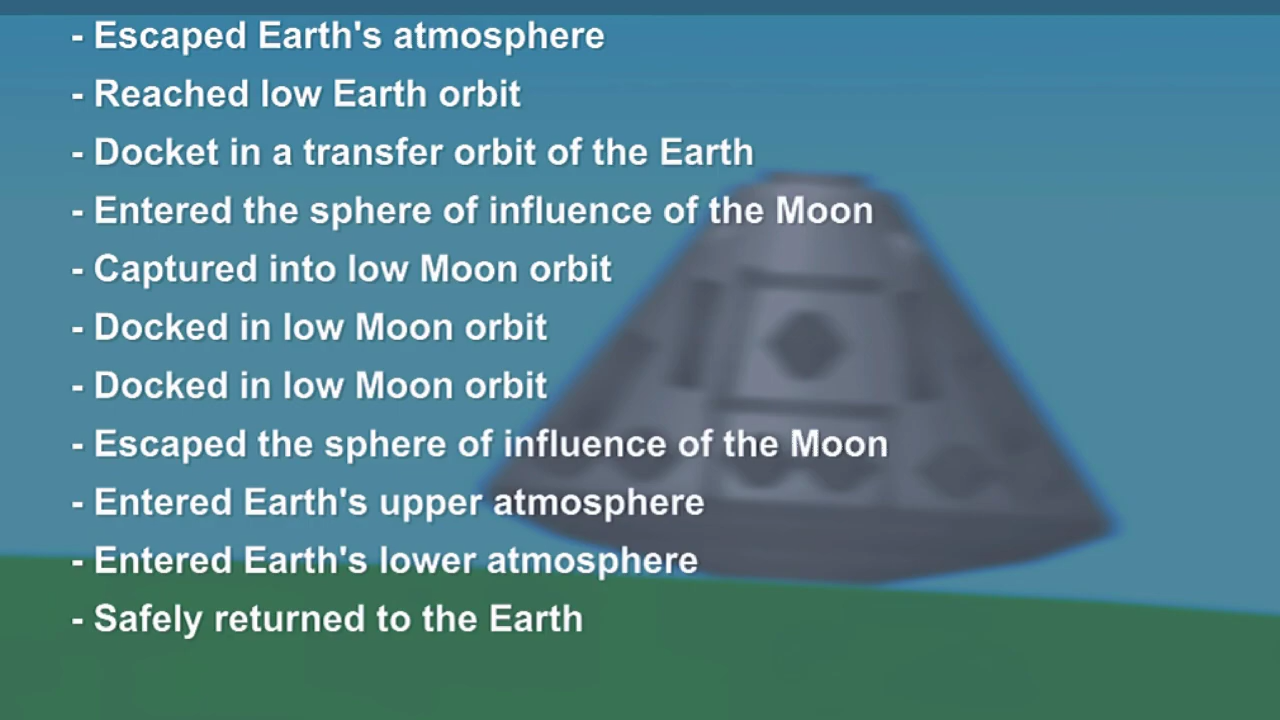 - Escaped Earth's atmosphere
- Reached low Earth orbit
- Docket in a transfer orbit of the Earth
- Entered the sphere of influence of the Moon
- Captured into low Moon orbit
- Docked in low Moon orbit
- Docked in low Moon orbit
- Escaped the sphere of influence of the Moon
- Entered Earth's upper atmosphere
- Entered Earth's lower atmosphere
- Safely returned to the Earth